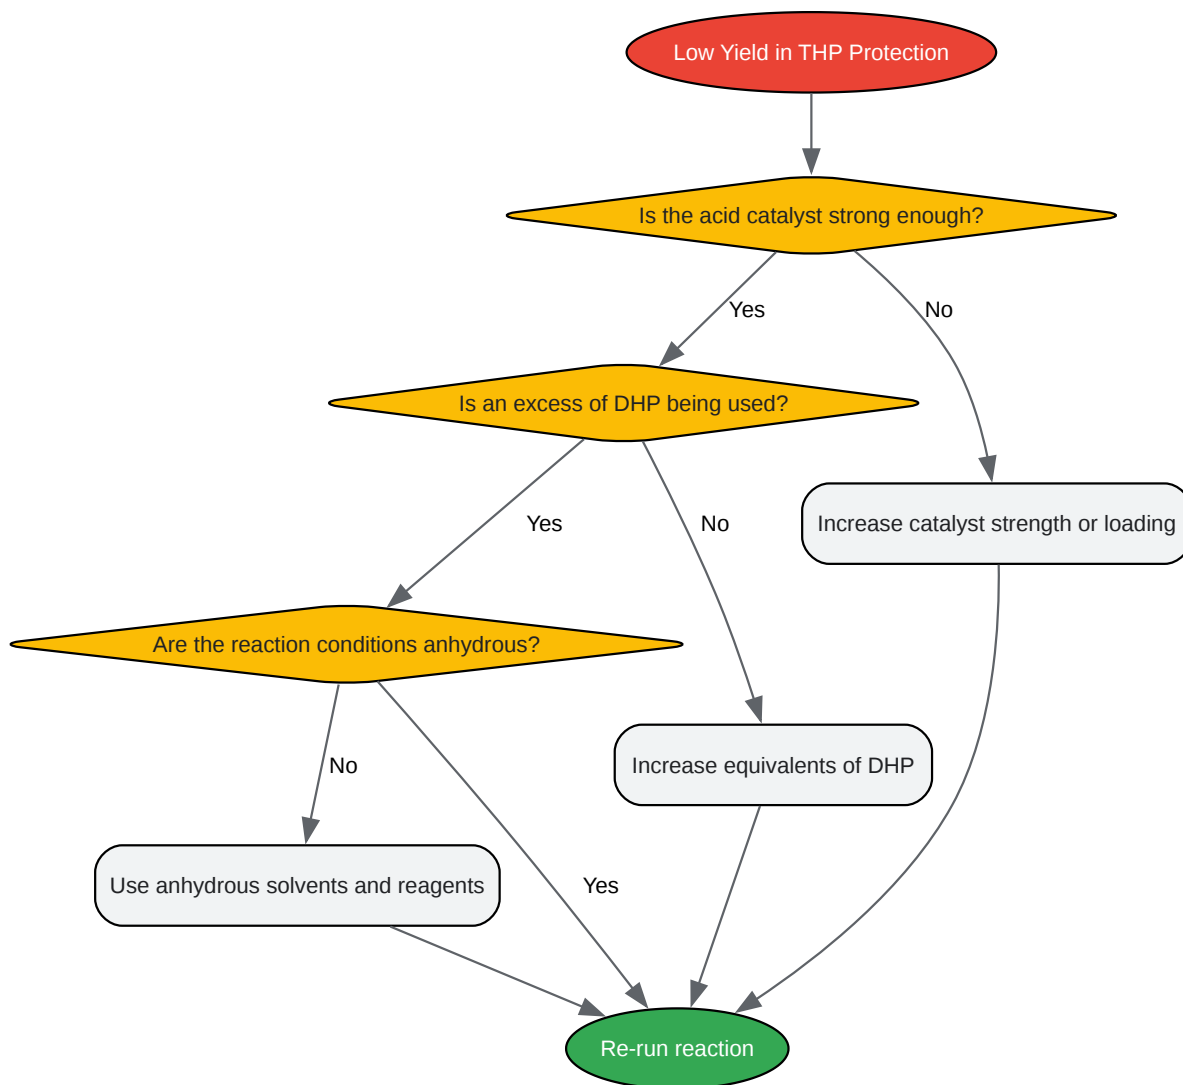 Low Yield in THP Protection
Is the acid catalyst strong enough?
Yes
No
Is an excess of DHP being used?
Yes
No
Increase catalyst strength or loading
Are the reaction conditions anhydrous?
No
Increase equivalents of DHP
Use anhydrous solvents and reagents
Yes
Re-run reaction